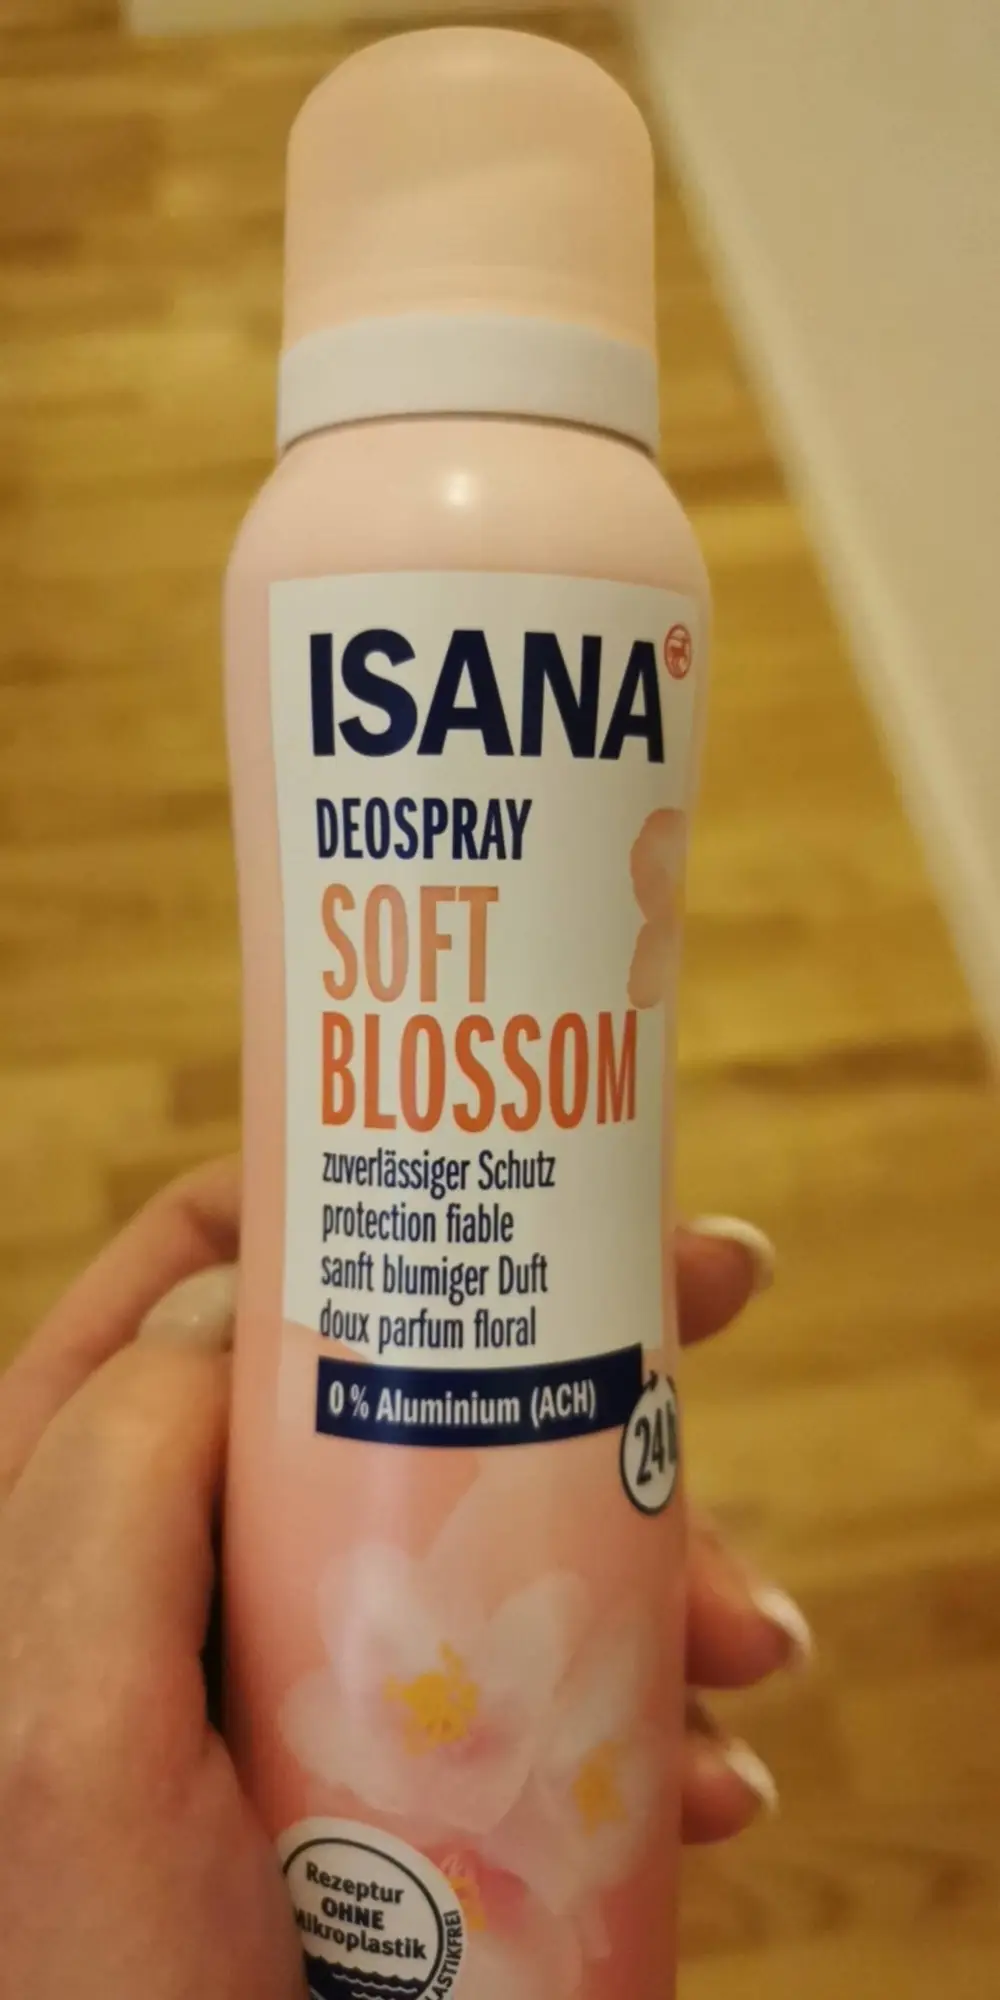 ISANA
DEOSPRAY
SOFT
BLOSSOM
zuverlässiger Schutz
protection fiable
sanft blumiger Duft
doux parfum floral
0 % Aluminium (ACH)
24h
Rezeptur
OHNE
Mikroplastik